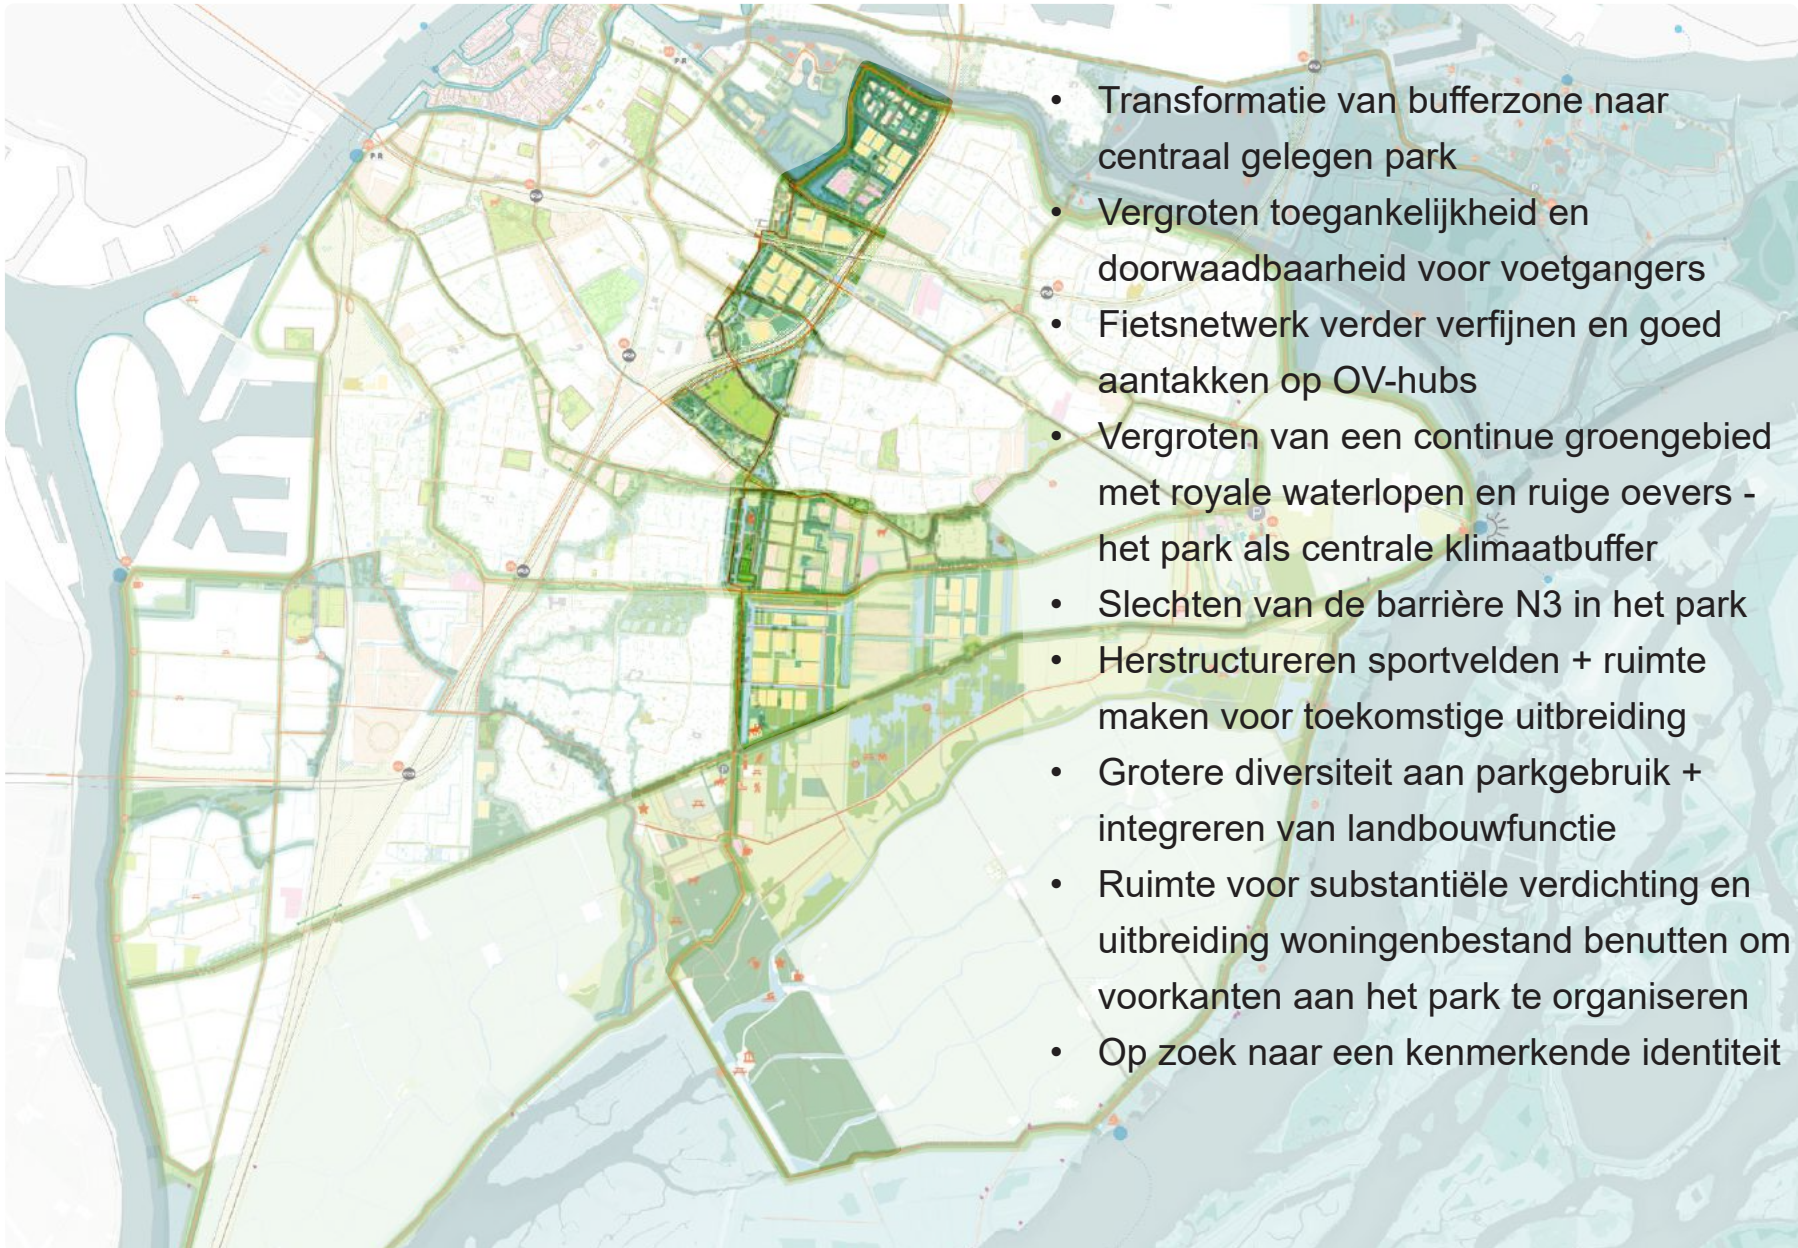 • Transformatie van bufferzone naar
centraal gelegen park
• Vergroten toegankelijkheid en
doorwaadbaarheid voor voetgangers
• Fietsnetwerk verder verfijnen en goed
aantakken op OV-hubs
• Vergroten van een continue groengebied
met royale waterlopen en ruige oevers -
het park als centrale klimaatbuffer
• Slechten van de barrière N3 in het park
• Herstructureren sportvelden + ruimte
maken voor toekomstige uitbreiding
• Grotere diversiteit aan parkgebruik +
integreren van landbouwfunctie
• Ruimte voor substantiële verdichting en
uitbreiding woningenbestand benutten om
voorkanten aan het park te organiseren
• Op zoek naar een kenmerkende identiteit
P+R
P+R
P
P